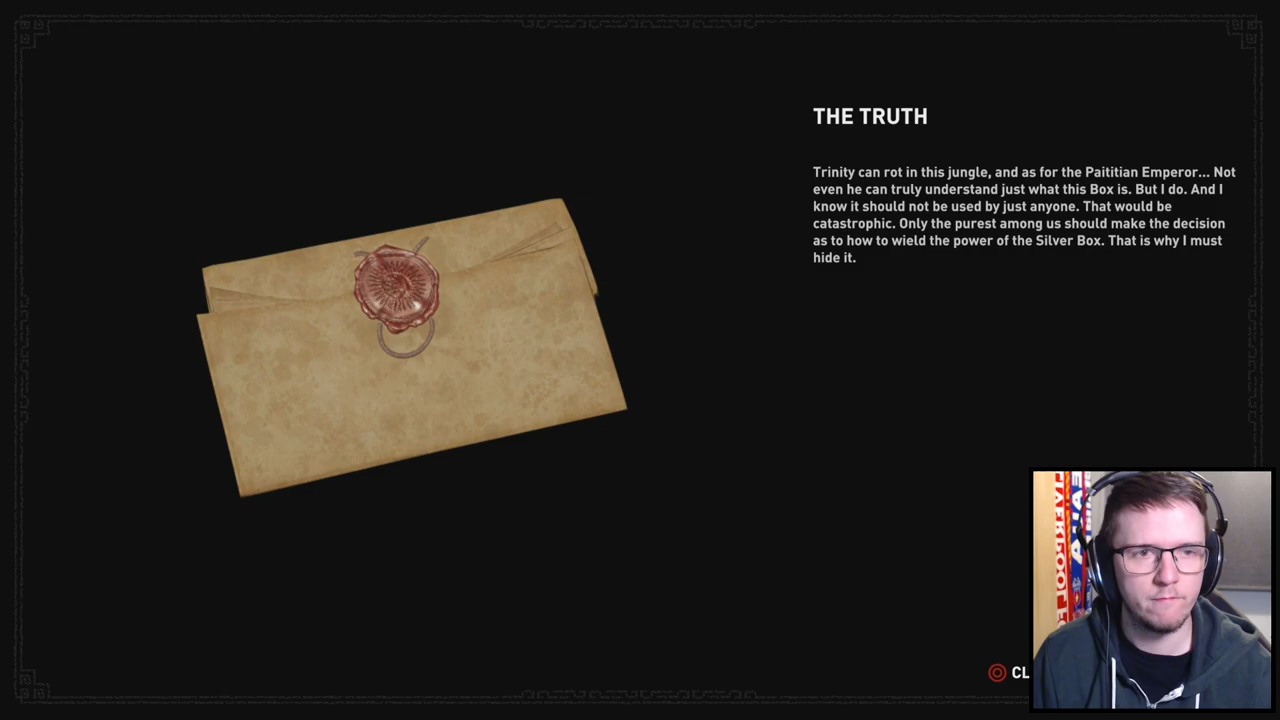 THE TRUTH
Trinity can rot in this jungle, and as for the Paititian Emperor... Not
even he can truly understand just what this Box is. But I do. And I
know it should not be used by just anyone. That would be
catastrophic. Only the purest among us should make the decision
as to how to wield the power of the Silver Box. That is why I must
hide it.
CL